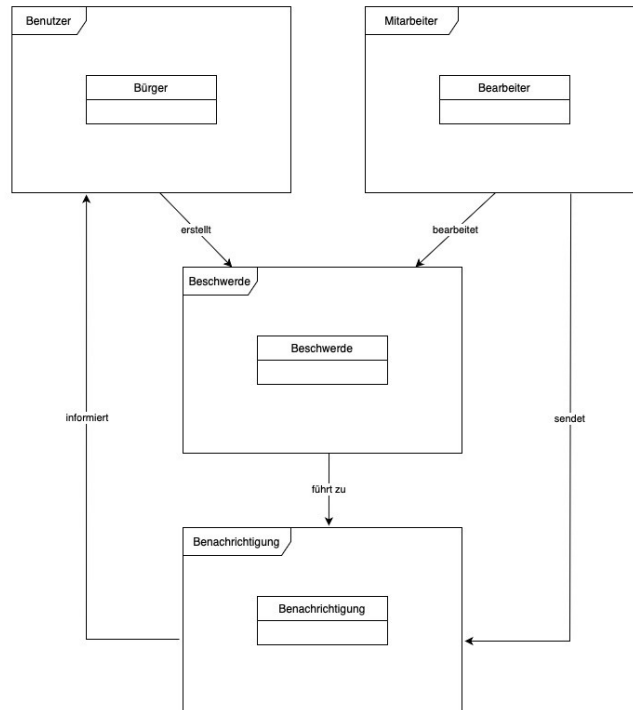 Benutzer
Mitarbeiter
Bürger
Bearbeiter
erstellt
bearbeitet
Beschwerde
Beschwerde
informiert
sendet
führt zu
Benachrichtigung
Benachrichtigung